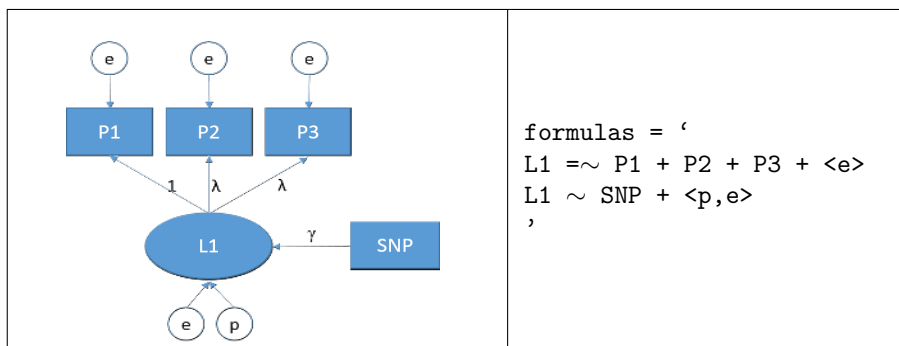 e e e
P1 P2 P3
1 λ λ
L1 γ SNP
e p
formulas = ‘
L1 =∼ P1 + P2 + P3 + <e>
L1 ∼ SNP + <p,e>
’